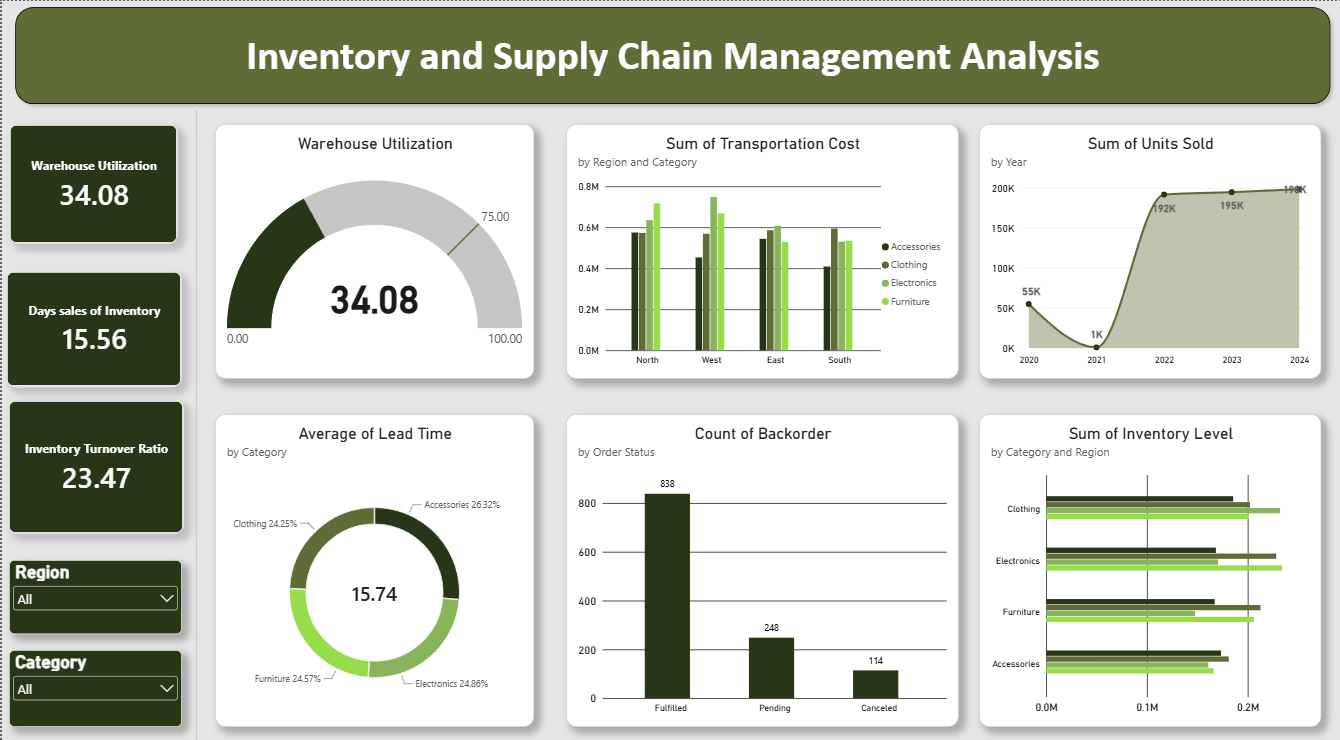 Inventory and Supply Chain Management Analysis
Warehouse Utilization
34.08
Days sales of Inventory
15.56
Inventory Turnover Ratio
23.47
Region
All
Category
All
Warehouse Utilization
75.00
34.08
0.00
100.00
Sum of Transportation Cost
by Region and Category
0.8M
0.6M
0.4M
0.2M
0.0M
North
West
East
South
Accessories
Clothing
Electronics
Furniture
Sum of Units Sold
by Year
200K
150K
100K
50K
0K
55K
1K
192K
195K
2020
2021
2022
2023
2024
Average of Lead Time
by Category
Accessories 26.32%
Clothing 24.25%
15.74
Furniture 24.57%
Electronics 24.86%
Count of Backorder
by Order Status
800
600
400
200
0
838
248
114
Fulfilled
Pending
Canceled
Sum of Inventory Level
by Category and Region
Clothing
Electronics
Furniture
Accessories
0.0M
0.1M
0.2M